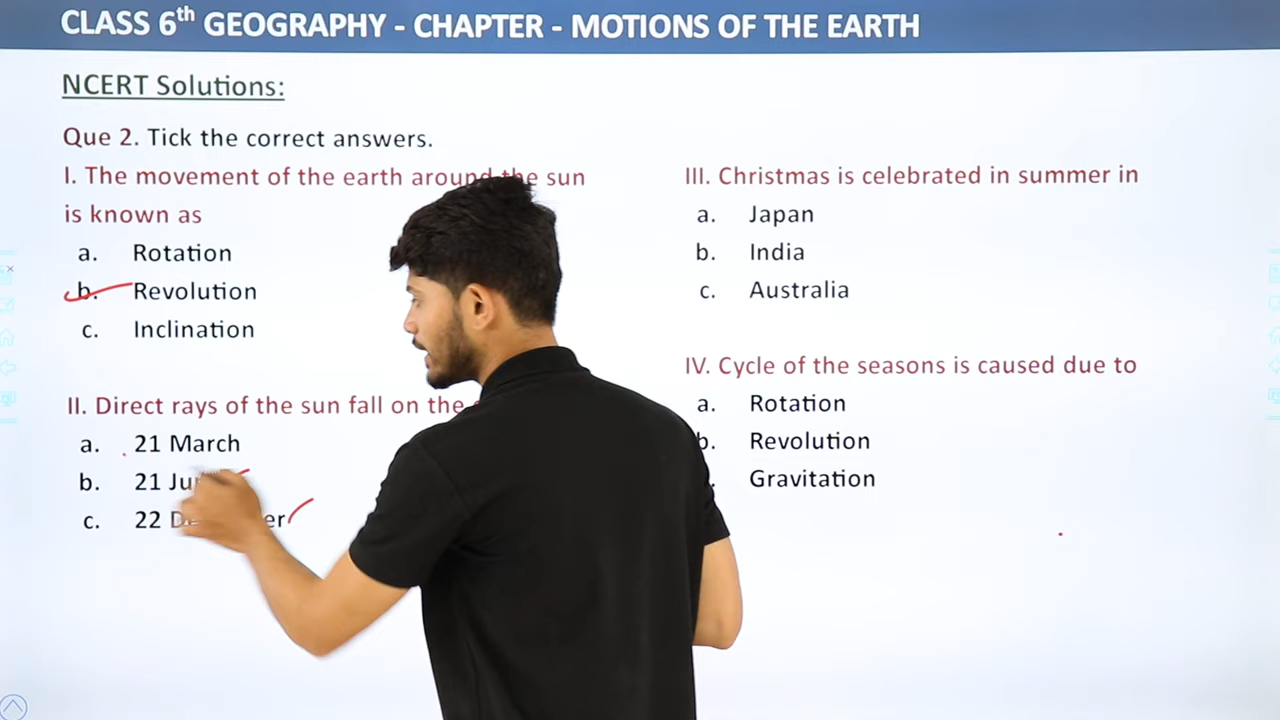 CLASS 6th GEOGRAPHY - CHAPTER - MOTIONS OF THE EARTH
NCERT Solutions:
Que 2. Tick the correct answers.
I. The movement of the earth around the sun
is known as
a. Rotation
b. Revolution
c. Inclination
II. Direct rays of the sun fall on the
a. 21 March
b. 21
c. 22
III. Christmas is celebrated in summer in
a. Japan
b. India
c. Australia
IV. Cycle of the seasons is caused due to
a. Rotation
b. Revolution
Gravitation